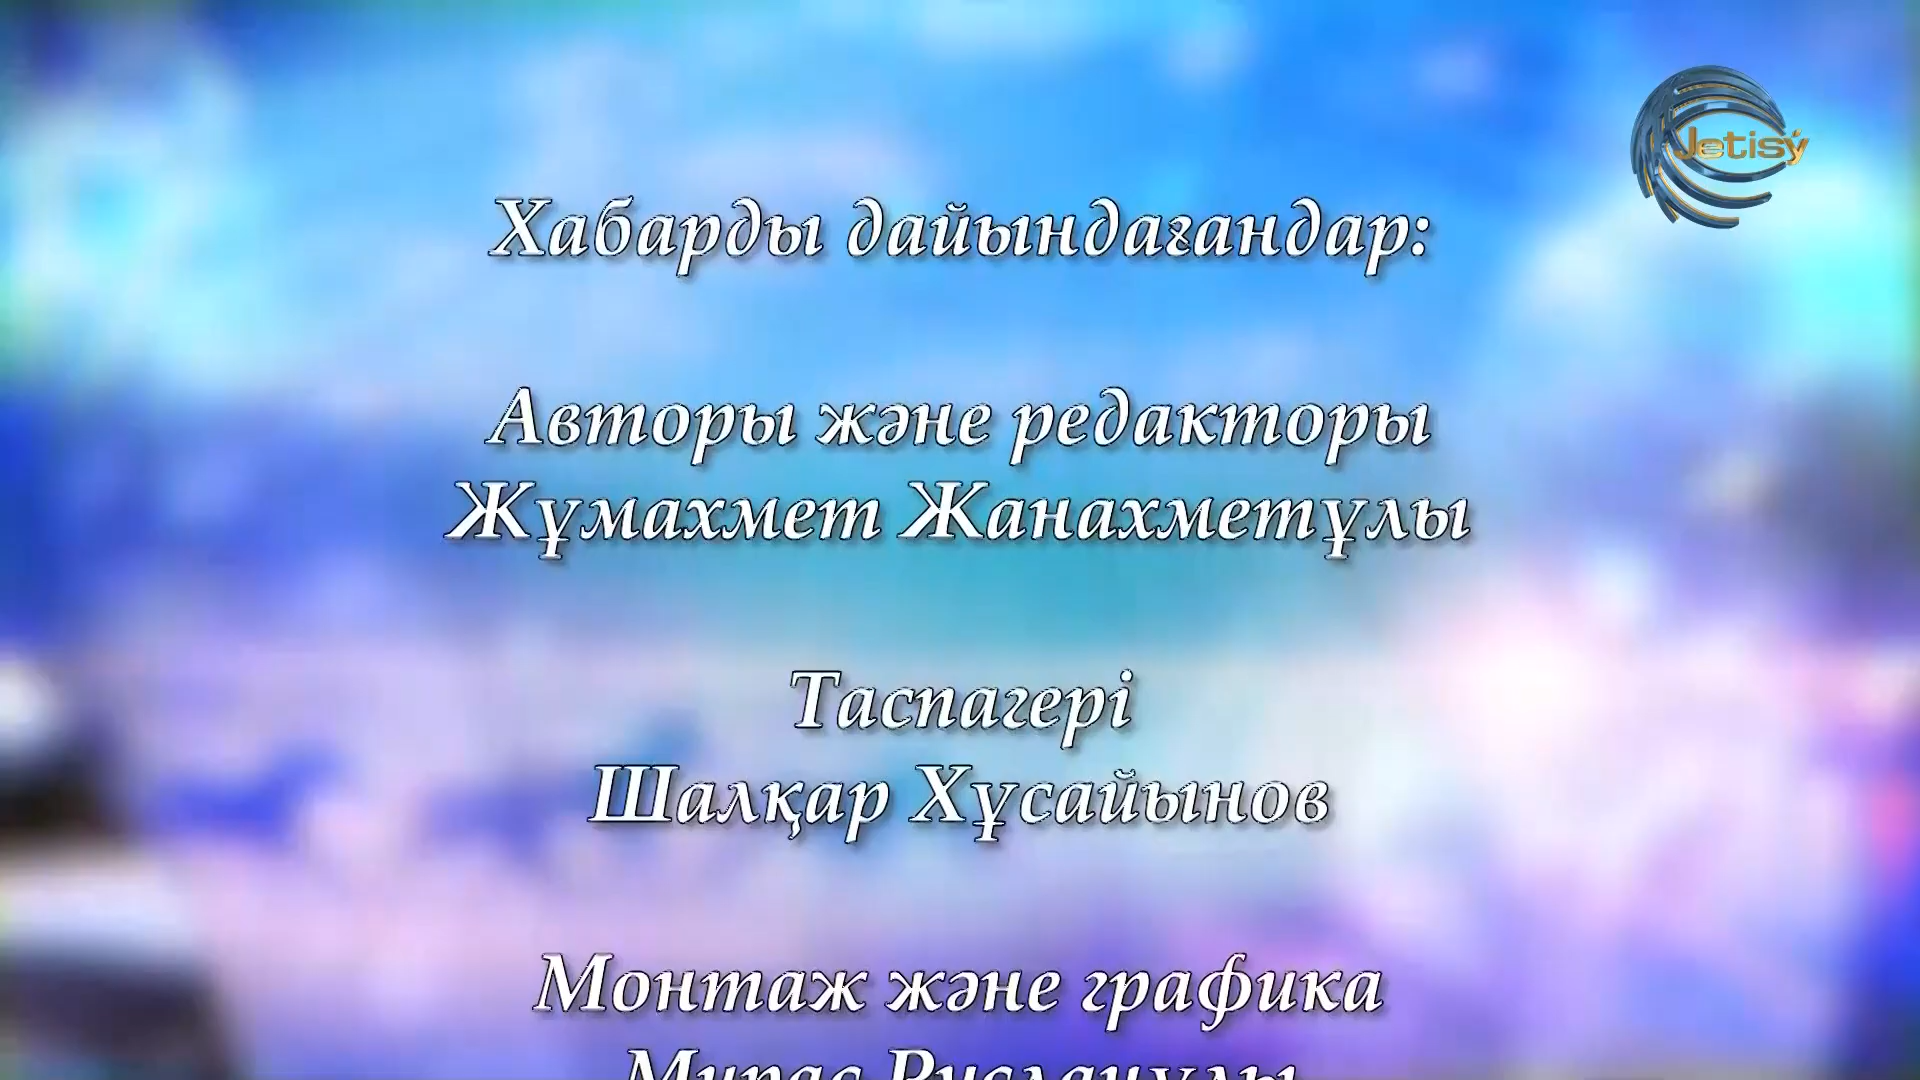 Jetisý
Хабарды дайындағандар:
Авторы және редакторы
Жұмахмет Жанахметұлы
Таспагері
Шалқар Хұсайынов
Монтаж және графика